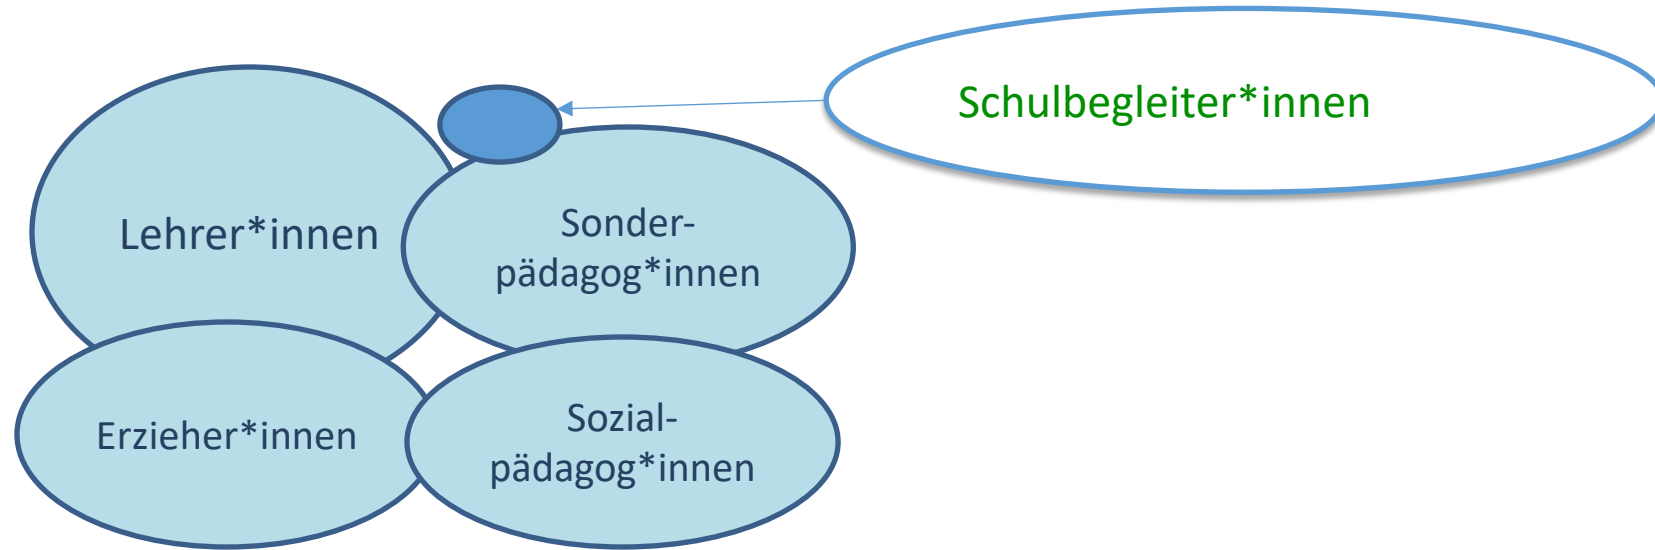 Schulbegleiter*innen
Lehrer*innen
Sonder-
pädagog*innen
Erzieher*innen
Sozial-
pädagog*innen